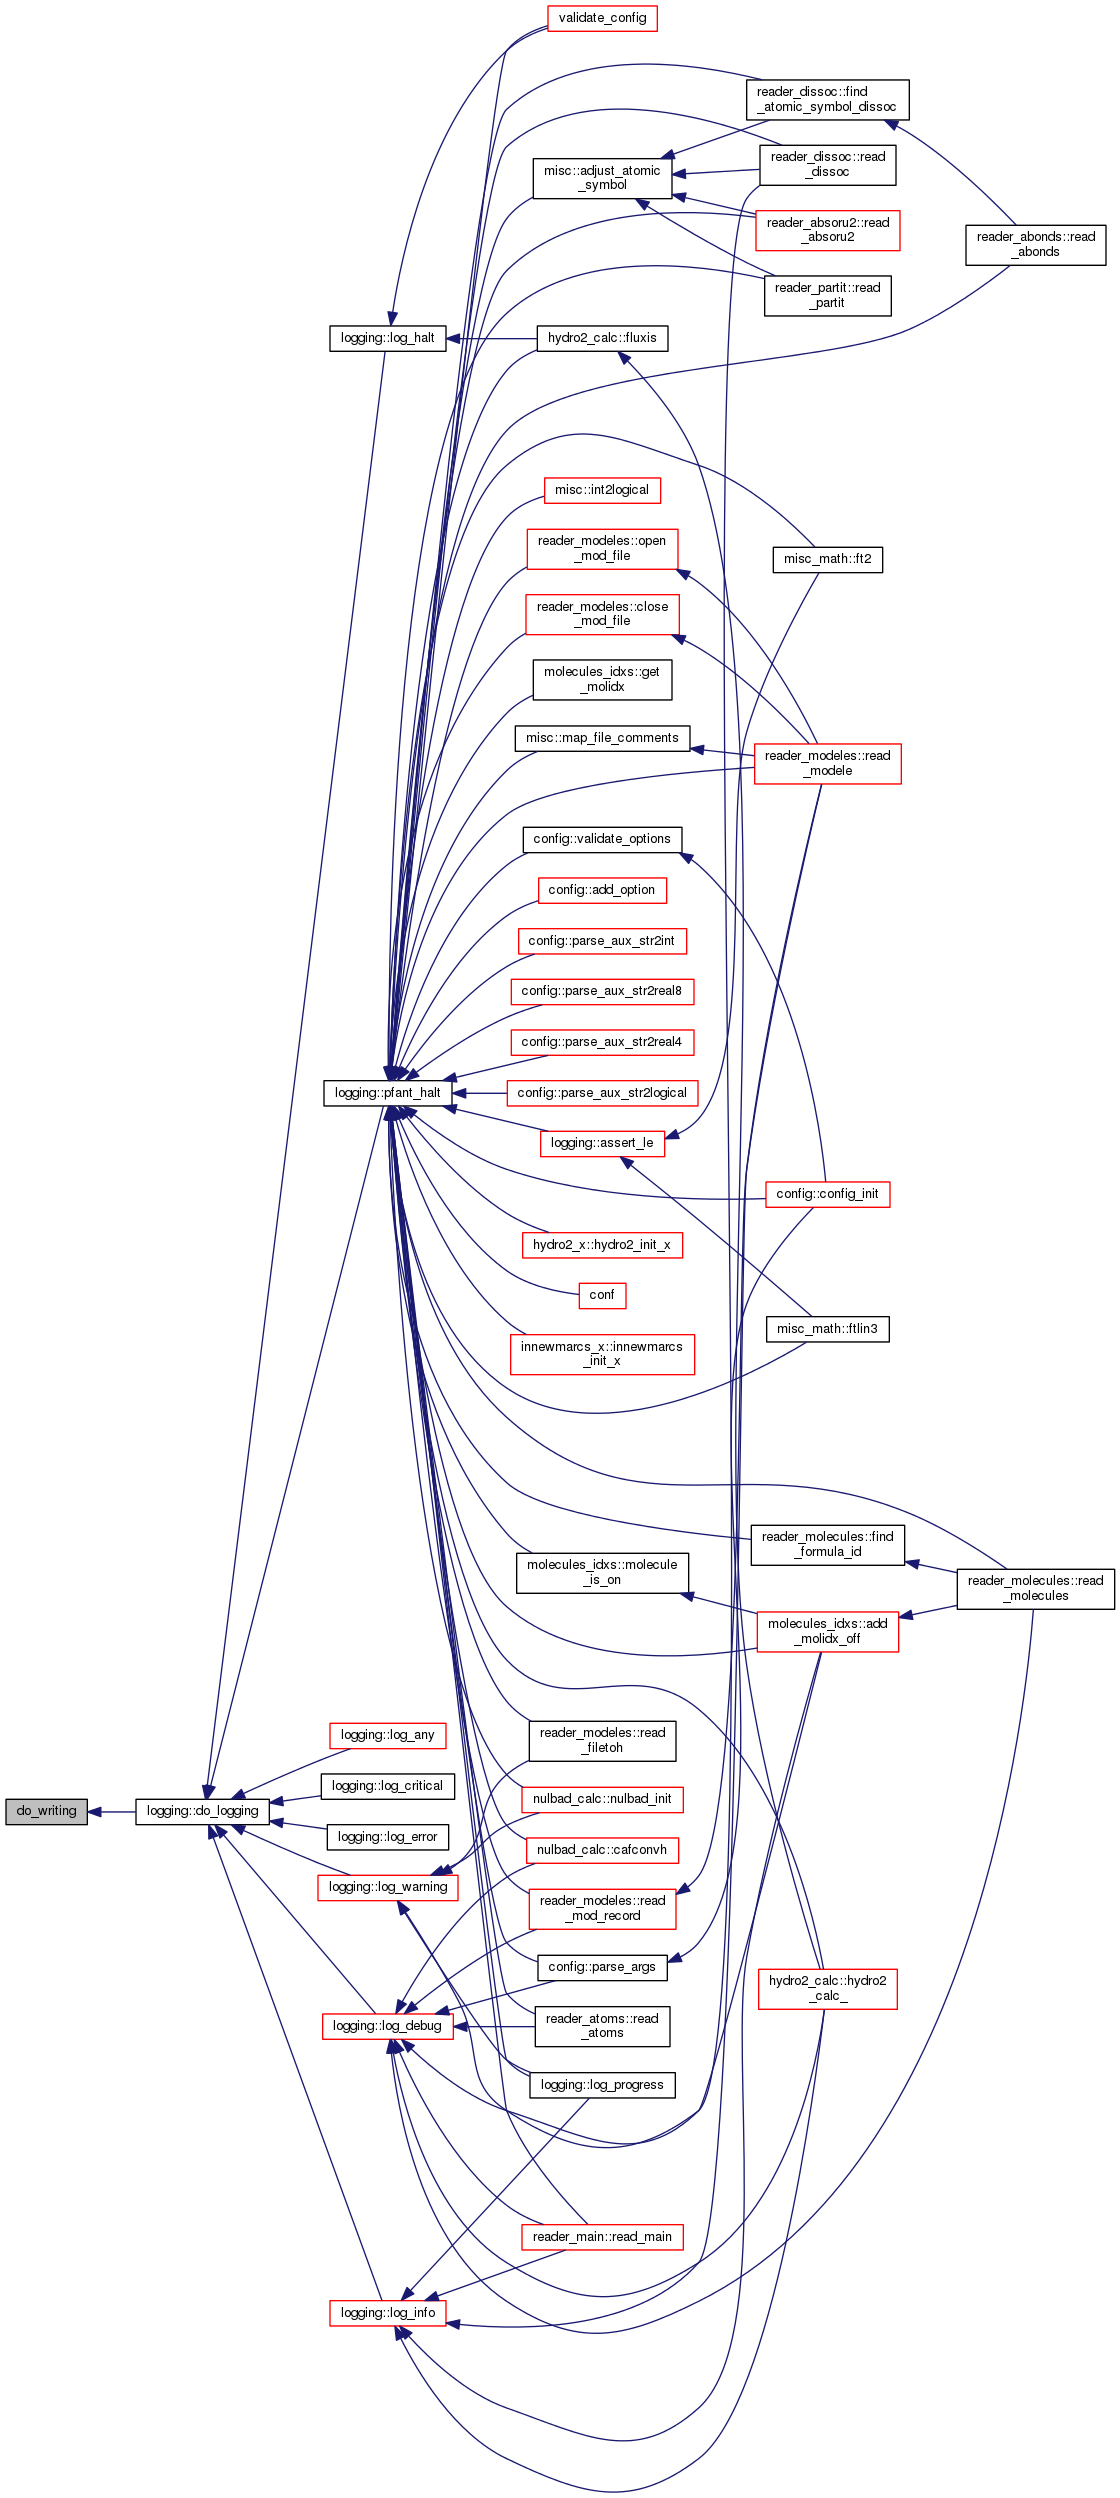 validate_config
reader_dissoc::find
_atomic_symbol_dissoc
reader_dissoc::read
_dissoc
misc::adjust_atomic
_symbol
reader_absoru2::read
_absoru2
reader_abonds::read
_abonds
reader_partit::read
_partit
logging::log_halt
hydro2_calc::fluxis
misc::int2logical
reader_modeles::open
_mod_file
misc_math::ft2
reader_modeles::close
_mod_file
molecules_idxs::get
_molidx
misc::map_file_comments
reader_modeles::read
_modele
config::validate_options
config::add_option
config::parse_aux_str2int
config::parse_aux_str2real8
config::parse_aux_str2real4
logging::pfant_halt
config::parse_aux_str2logical
logging::assert_le
config::config_init
hydro2_x::hydro2_init_x
conf
misc_math::ftlin3
innewmarcs_x::innewmarcs
_init_x
reader_molecules::find
_formula_id
molecules_idxs::molecule
_is_on
reader_molecules::read
_molecules
molecules_idxs::add
_molidx_off
logging::log_any
reader_modeles::read
_filetoh
logging::log_critical
do_writing
logging::do_logging
nulbad_calc::nulbad_init
logging::log_error
nulbad_calc::cafconvh
logging::log_warning
reader_modeles::read
_mod_record
config::parse_args
hydro2_calc::hydro2
_calc_
logging::log_debug
reader_atoms::read
_atoms
logging::log_progress
reader_main::read_main
logging::log_info